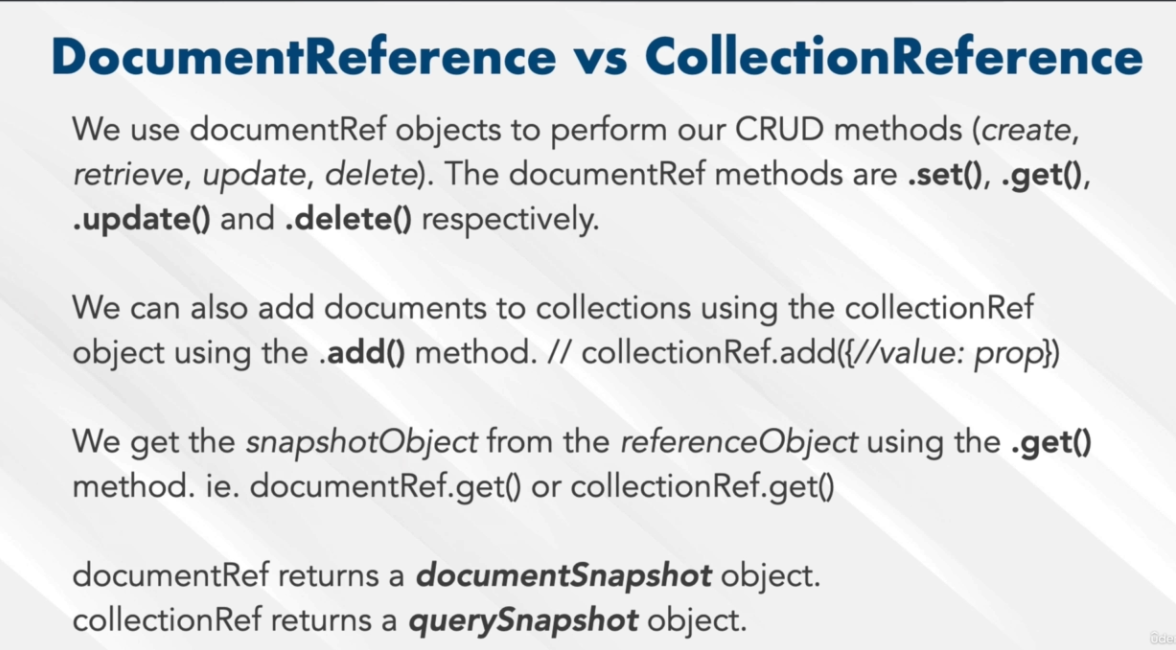 DocumentReference vs CollectionReference
We use documentRef objects to perform our CRUD methods (create,
retrieve, update, delete). The documentRef methods are .set(), .get(),
.update() and .delete() respectively.
We can also add documents to collections using the collectionRef
object using the .add() method. // collectionRef.add({//value: prop})
We get the snapshotObject from the referenceObject using the .get()
method. ie. documentRef.get() or collectionRef.get()
documentRef returns a documentSnapshot object.
collectionRef returns a querySnapshot object.